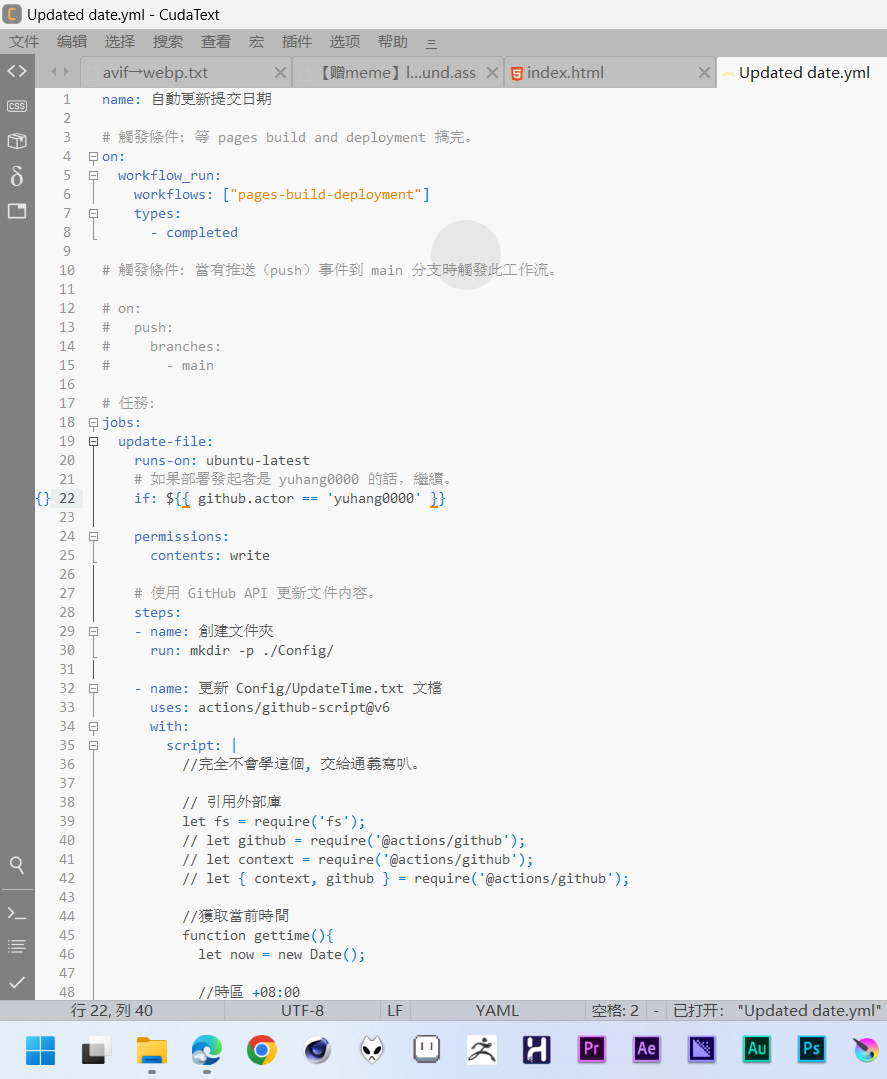 Updated date.yml - CudaText
文件 编辑 选择 搜索 查看 宏 插件 选项 帮助 三
avif→webp.txt 【赠meme】l...und.ass index.html Updated date.yml
1 name: 自動更新提交日期
2
3 # 觸發條件: 等 pages build and deployment 搞完。
4 on:
5 workflow_run:
6 workflows: ["pages-build-deployment"]
7 types:
8 - completed
9
10 # 觸發條件: 當有推送（push）事件到 main 分支時觸發此工作流。
11
12 # on:
13 # push:
14 # branches:
15 # - main
16
17 # 任務:
18 jobs:
19 update-file:
20 runs-on: ubuntu-latest
21 # 如果部署發起者是 yuhang0000 的話，繼續。
{} 22 if: ${{ github.actor == 'yuhang0000' }}
23
24 permissions:
25 contents: write
26
27 # 使用 GitHub API 更新文件内容。
28 steps:
29 - name: 創建文件夾
30 run: mkdir -p ./Config/
31
32 - name: 更新 Config/UpdateTime.txt 文檔
33 uses: actions/github-script@v6
34 with:
35 script: |
36 //完全不會學這個, 交給通義寫叭。
37
38 // 引用外部庫
39 let fs = require('fs');
40 // let github = require('@actions/github');
41 // let context = require('@actions/github');
42 // let { context, github } = require('@actions/github');
43
44 //獲取當前時間
45 function gettime(){
46 let now = new Date();
47
48 //時區 +08:00
行 22, 列 40 UTF-8 LF YAML 空格: 2 - 已打开: "Updated date.yml"
CSS
Pr Ae Au Ps